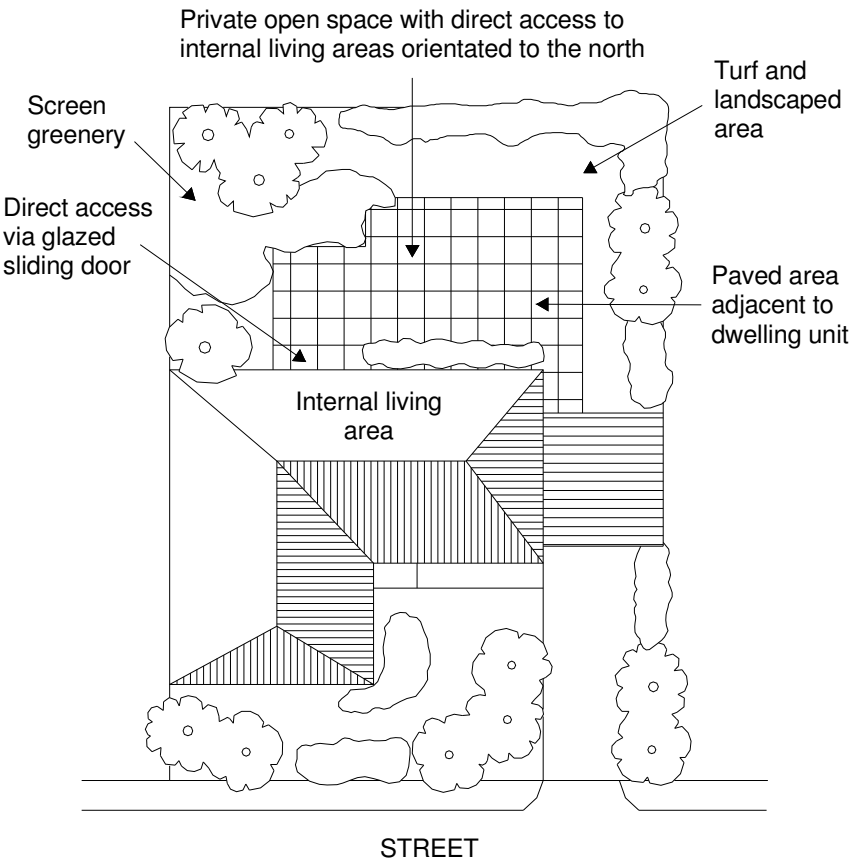 Private open space with direct access to
internal living areas orientated to the north
Turf and
landscaped
area
Screen
greenery
Direct access
via glazed
sliding door
Paved area
adjacent to
dwelling unit
Internal living
area
STREET